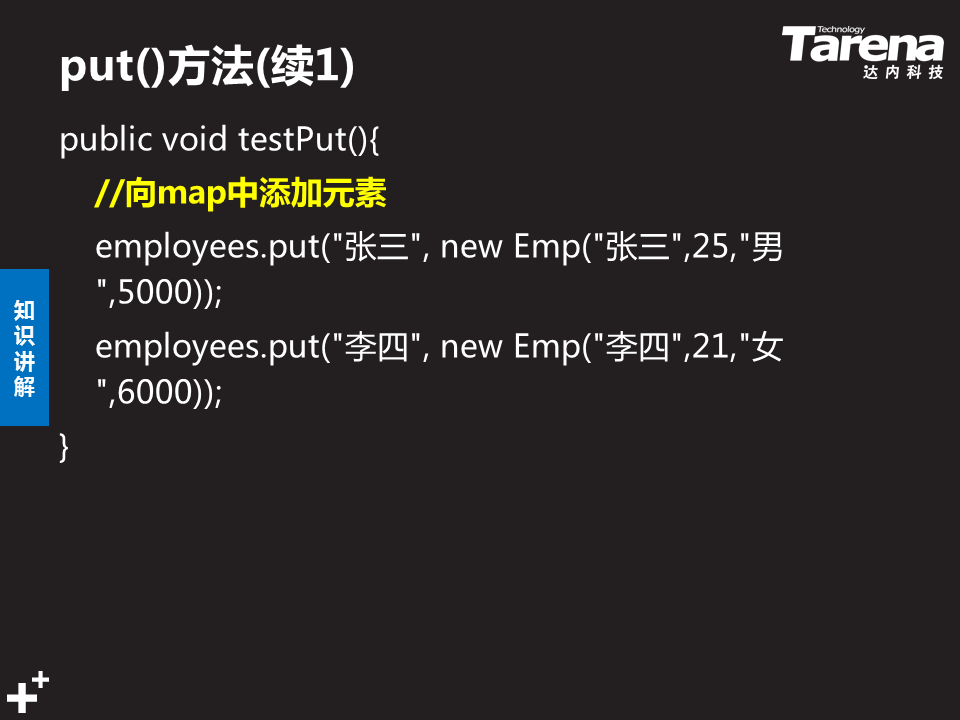 put()方法(续1)
Technology
Tarena
达内科技
public void testPut(){
//向map中添加元素
employees.put("张三", new Emp("张三",25,"男
",5000));
employees.put("李四", new Emp("李四",21,"女
",6000));
}
知
识
讲
解